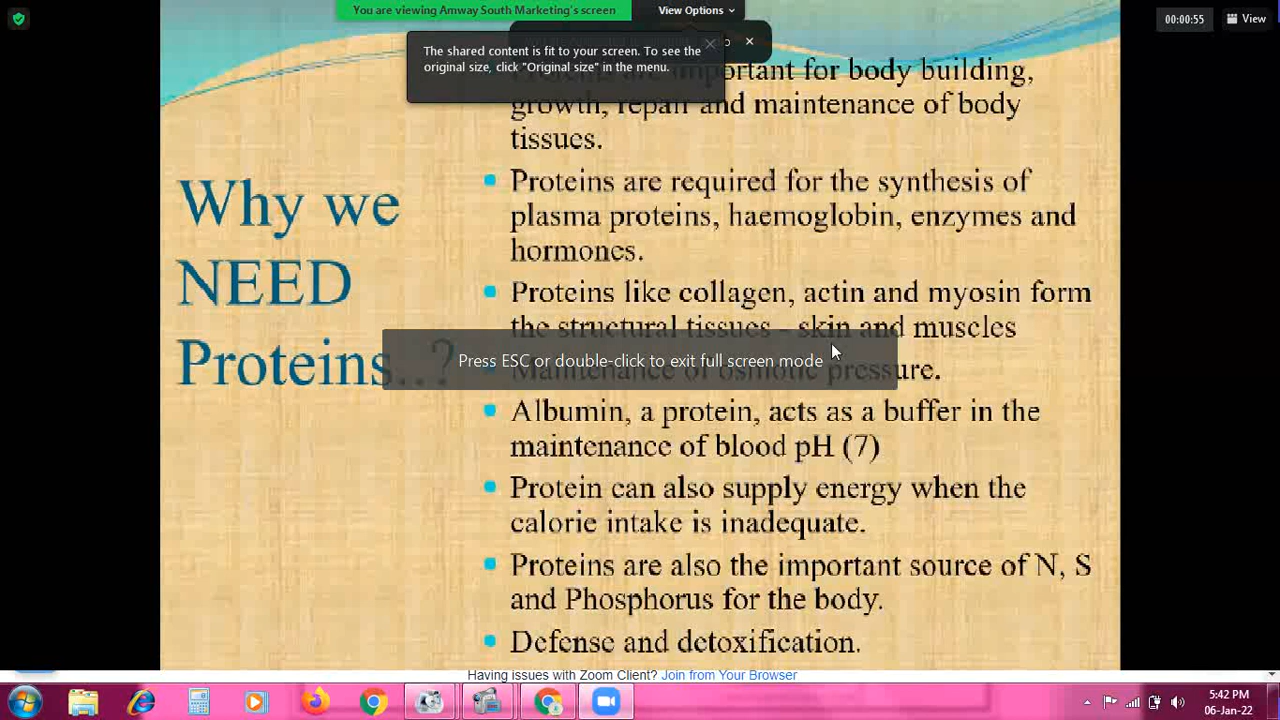 You are viewing Amway South Marketing's screen
View Options
00:00:55
View
The shared content is fit to your screen. To see the
original size, click "Original size" in the menu.
Why we
NEED
Proteins..?
important for body building,
growth, repair and maintenance of body
tissues.
Proteins are required for the synthesis of
plasma proteins, haemoglobin, enzymes and
hormones.
Proteins like collagen, actin and myosin form
the structural tissues - skin and muscles
Press ESC or double-click to exit full screen mode
Maintenance of osmotic pressure.
Albumin, a protein, acts as a buffer in the
maintenance of blood pH (7)
Protein can also supply energy when the
calorie intake is inadequate.
Proteins are also the important source of N, S
and Phosphorus for the body.
Defense and detoxification.
Having issues with Zoom Client? Join from Your Browser
5:42 PM
06-Jan-22